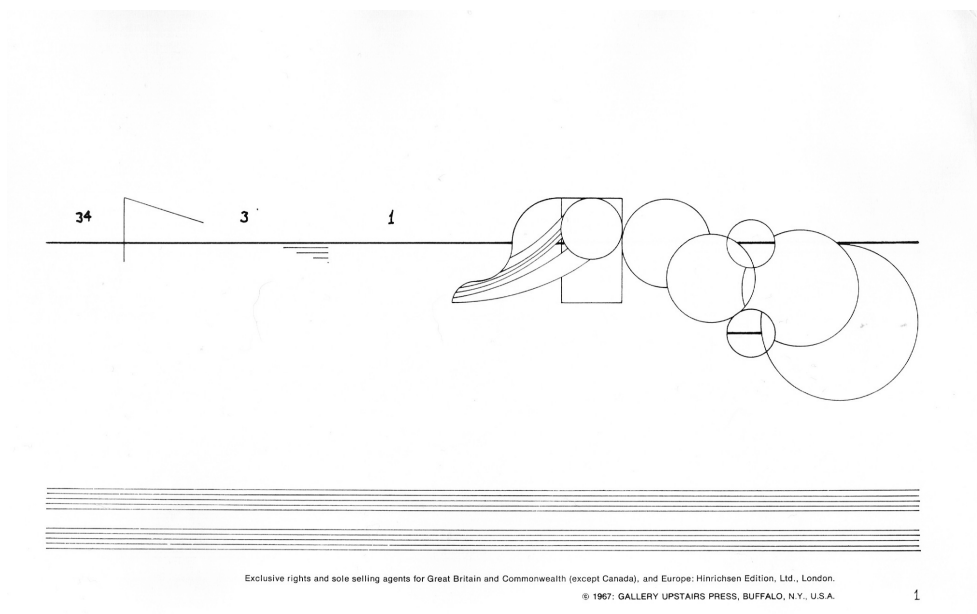 34 3 1
Exclusive rights and sole selling agents for Great Britain and Commonwealth (except Canada), and Europe: Hinrichsen Edition, Ltd., London.
© 1967: GALLERY UPSTAIRS PRESS, BUFFALO, N.Y., U.S.A. 1